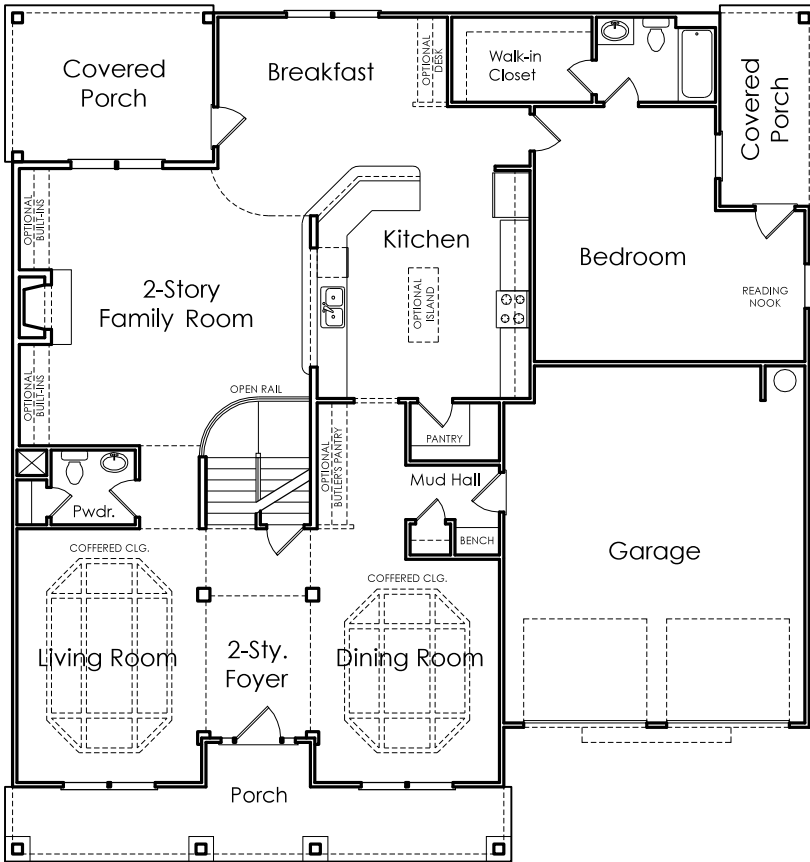 Covered
Porch
Breakfast
OPTIONAL
DESK
Walk-in
Closet
Covered
Porch
OPTIONAL
BUILT-INS
Kitchen
Bedroom
2-Story
Family Room
OPTIONAL
ISLAND
READING
NOOK
OPTIONAL
BUILT-INS
OPEN RAIL
PANTRY
OPTIONAL
BUTLER'S PANTRY
Mud Hall
Pwdr.
BENCH
COFFERED CLG.
Garage
COFFERED CLG.
Living Room
2-Sty.
Foyer
Dining Room
Porch